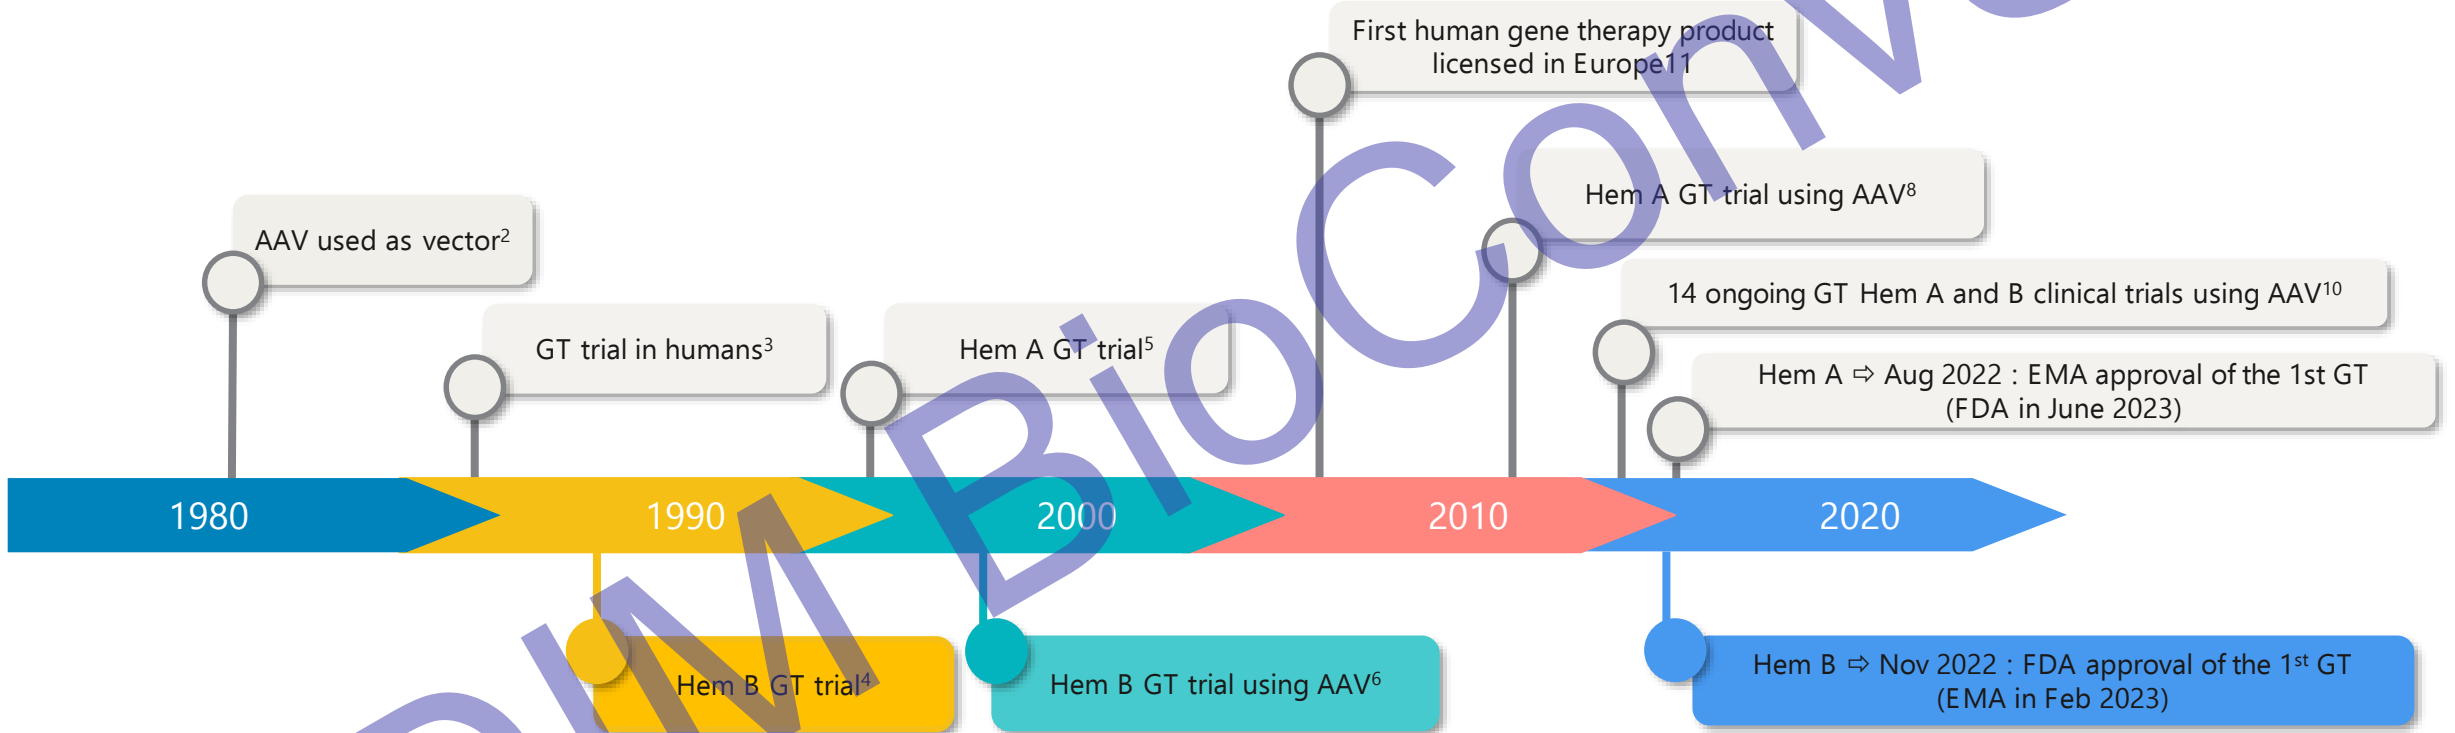 First human gene therapy product
licensed in Europe11
Hem A GT trial using AAV8
AAV used as vector2
14 ongoing GT Hem A and B clinical trials using AAV10
GT trial in humans3
Hem A GT trial5
Hem A ⇨ Aug 2022 : EMA approval of the 1st GT
(FDA in June 2023)
1980
1990
2000
2010
2020
Hem B GT trial4
Hem B GT trial using AAV6
Hem B ⇨ Nov 2022 : FDA approval of the 1st GT
(EMA in Feb 2023)